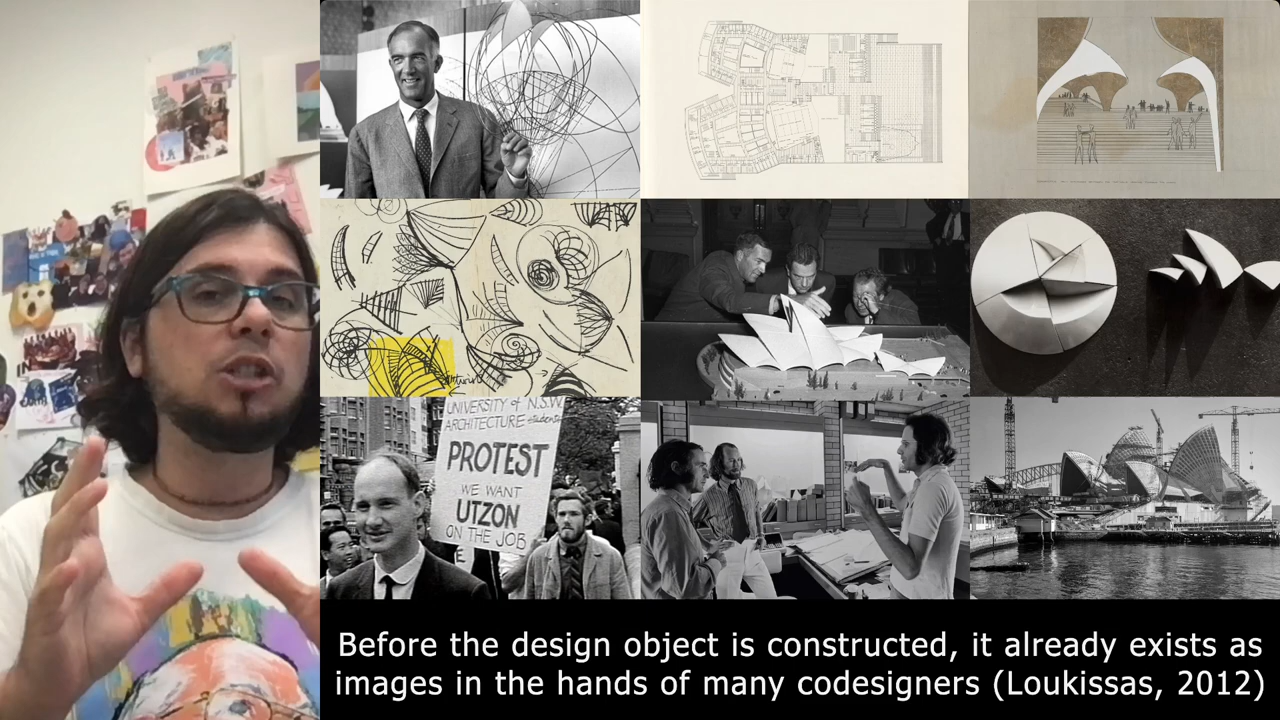 UNIVERSITY of N.S.W.
ARCHITECTURE students
PROTEST
WE WANT
UTZON
ON THE JOB
Before the design object is constructed, it already exists as
images in the hands of many codesigners (Loukissas, 2012)